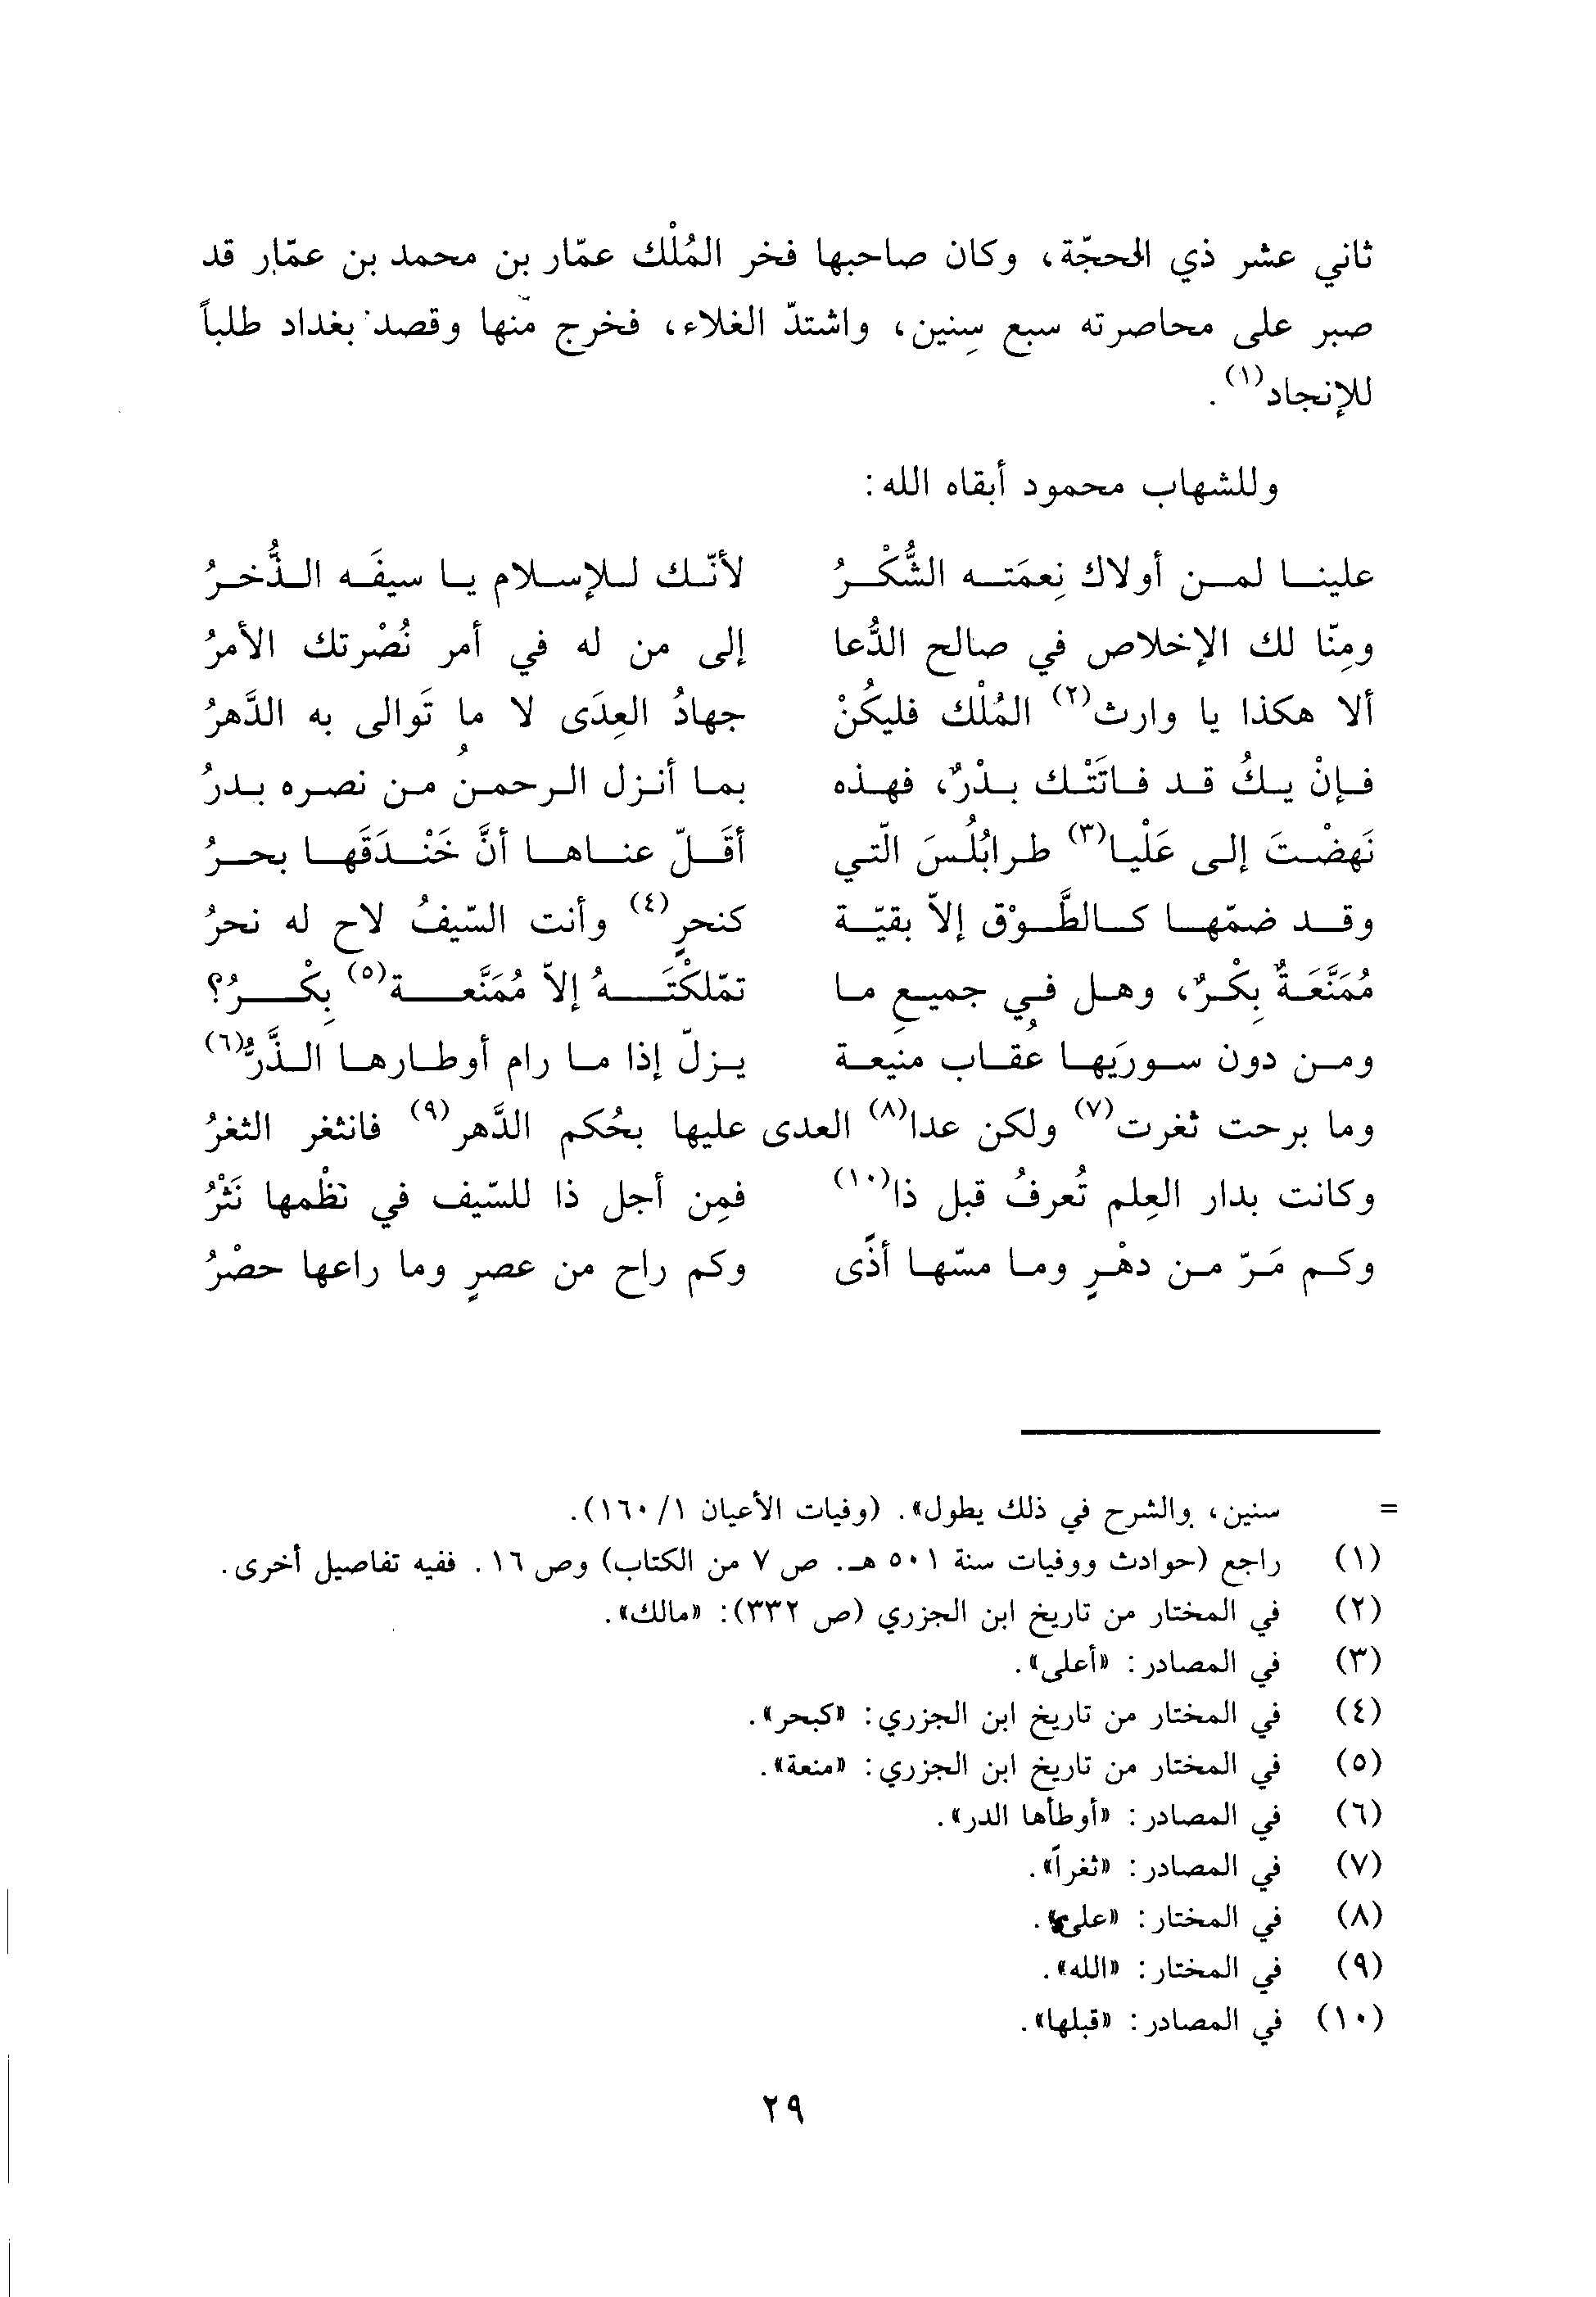 ثاني عشر ذي الحجّة، وكان صاحبها فخر المُلْك عمّار بن محمد بن عمّار قد
صبر على محاصرته سبع سِنين، واشتدّ الغلاء، فخرج منها وقصد بغداد طلباً
للإنجاد(١).
وللشهاب محمود أبقاه الله:
علينا لمن أولاك نِعمَته الشُّكْرُ لأنّك للإسلام يا سيفَه الذُّخرُ
ومِنّا لك الإخلاص في صالح الدُّعا إلى من له في أمر نُصْرتك الأمرُ
ألا هكذا يا وارث(٢) المُلْك فليكُنْ جهادُ العِدَى لا ما تَوالى به الدَّهرُ
فإنْ يكُ قد فاتَتْك بدْرٌ، فهذه بما أنزل الرحمنُ من نصره بدرُ
نَهضْتَ إلى عَلْيا(٣) طرابُلُسَ الّتي أقَلّ عناها أنَّ خَنْدَقَها بحرُ
وقد ضمّها كالطَّوْق إلاّ بقيّة كنحرٍ(٤) وأنت السّيفُ لاح له نحرُ
مُمَنَّعَةٌ بِكْرٌ، وهل في جميعِ ما تمّلكْتَهُ إلاّ مُمَنَّعة(٥) بِكْرُ؟
ومن دون سورَيها عُقاب منيعة يزلّ إذا ما رام أوطارها الذَّرُّ(٦)
وما برحت ثغرت(٧) ولكن عدا(٨) العدى عليها بحُكم الدَّهر(٩) فانثغر الثغرُ
وكانت بدار العِلم تُعرفُ قبل ذا(١٠) فمِن أجل ذا للسّيف في نظْمها نَثْرُ
وكم مَرّ من دهْرٍ وما مسّها أذًى وكم راح من عصرٍ وما راعها حصْرُ
= سنين، والشرح في ذلك يطول». (وفيات الأعيان ١/ ١٦٠).
(١) راجع (حوادث ووفيات سنة ٥٠١ هـ. ص ٧ من الكتاب) وص ١٦. ففيه تفاصيل أخرى.
(٢) في المختار من تاريخ ابن الجزري (ص ٣٣٢): «مالك».
(٣) في المصادر: «أعلى».
(٤) في المختار من تاريخ ابن الجزري: «كبحر».
(٥) في المختار من تاريخ ابن الجزري: «منعة».
(٦) في المصادر: «أوطأها الدر».
(٧) في المصادر: «ثغراً».
(٨) في المختار: «على».
(٩) في المختار: «الله».
(١٠) في المصادر: «قبلها».
٢٩